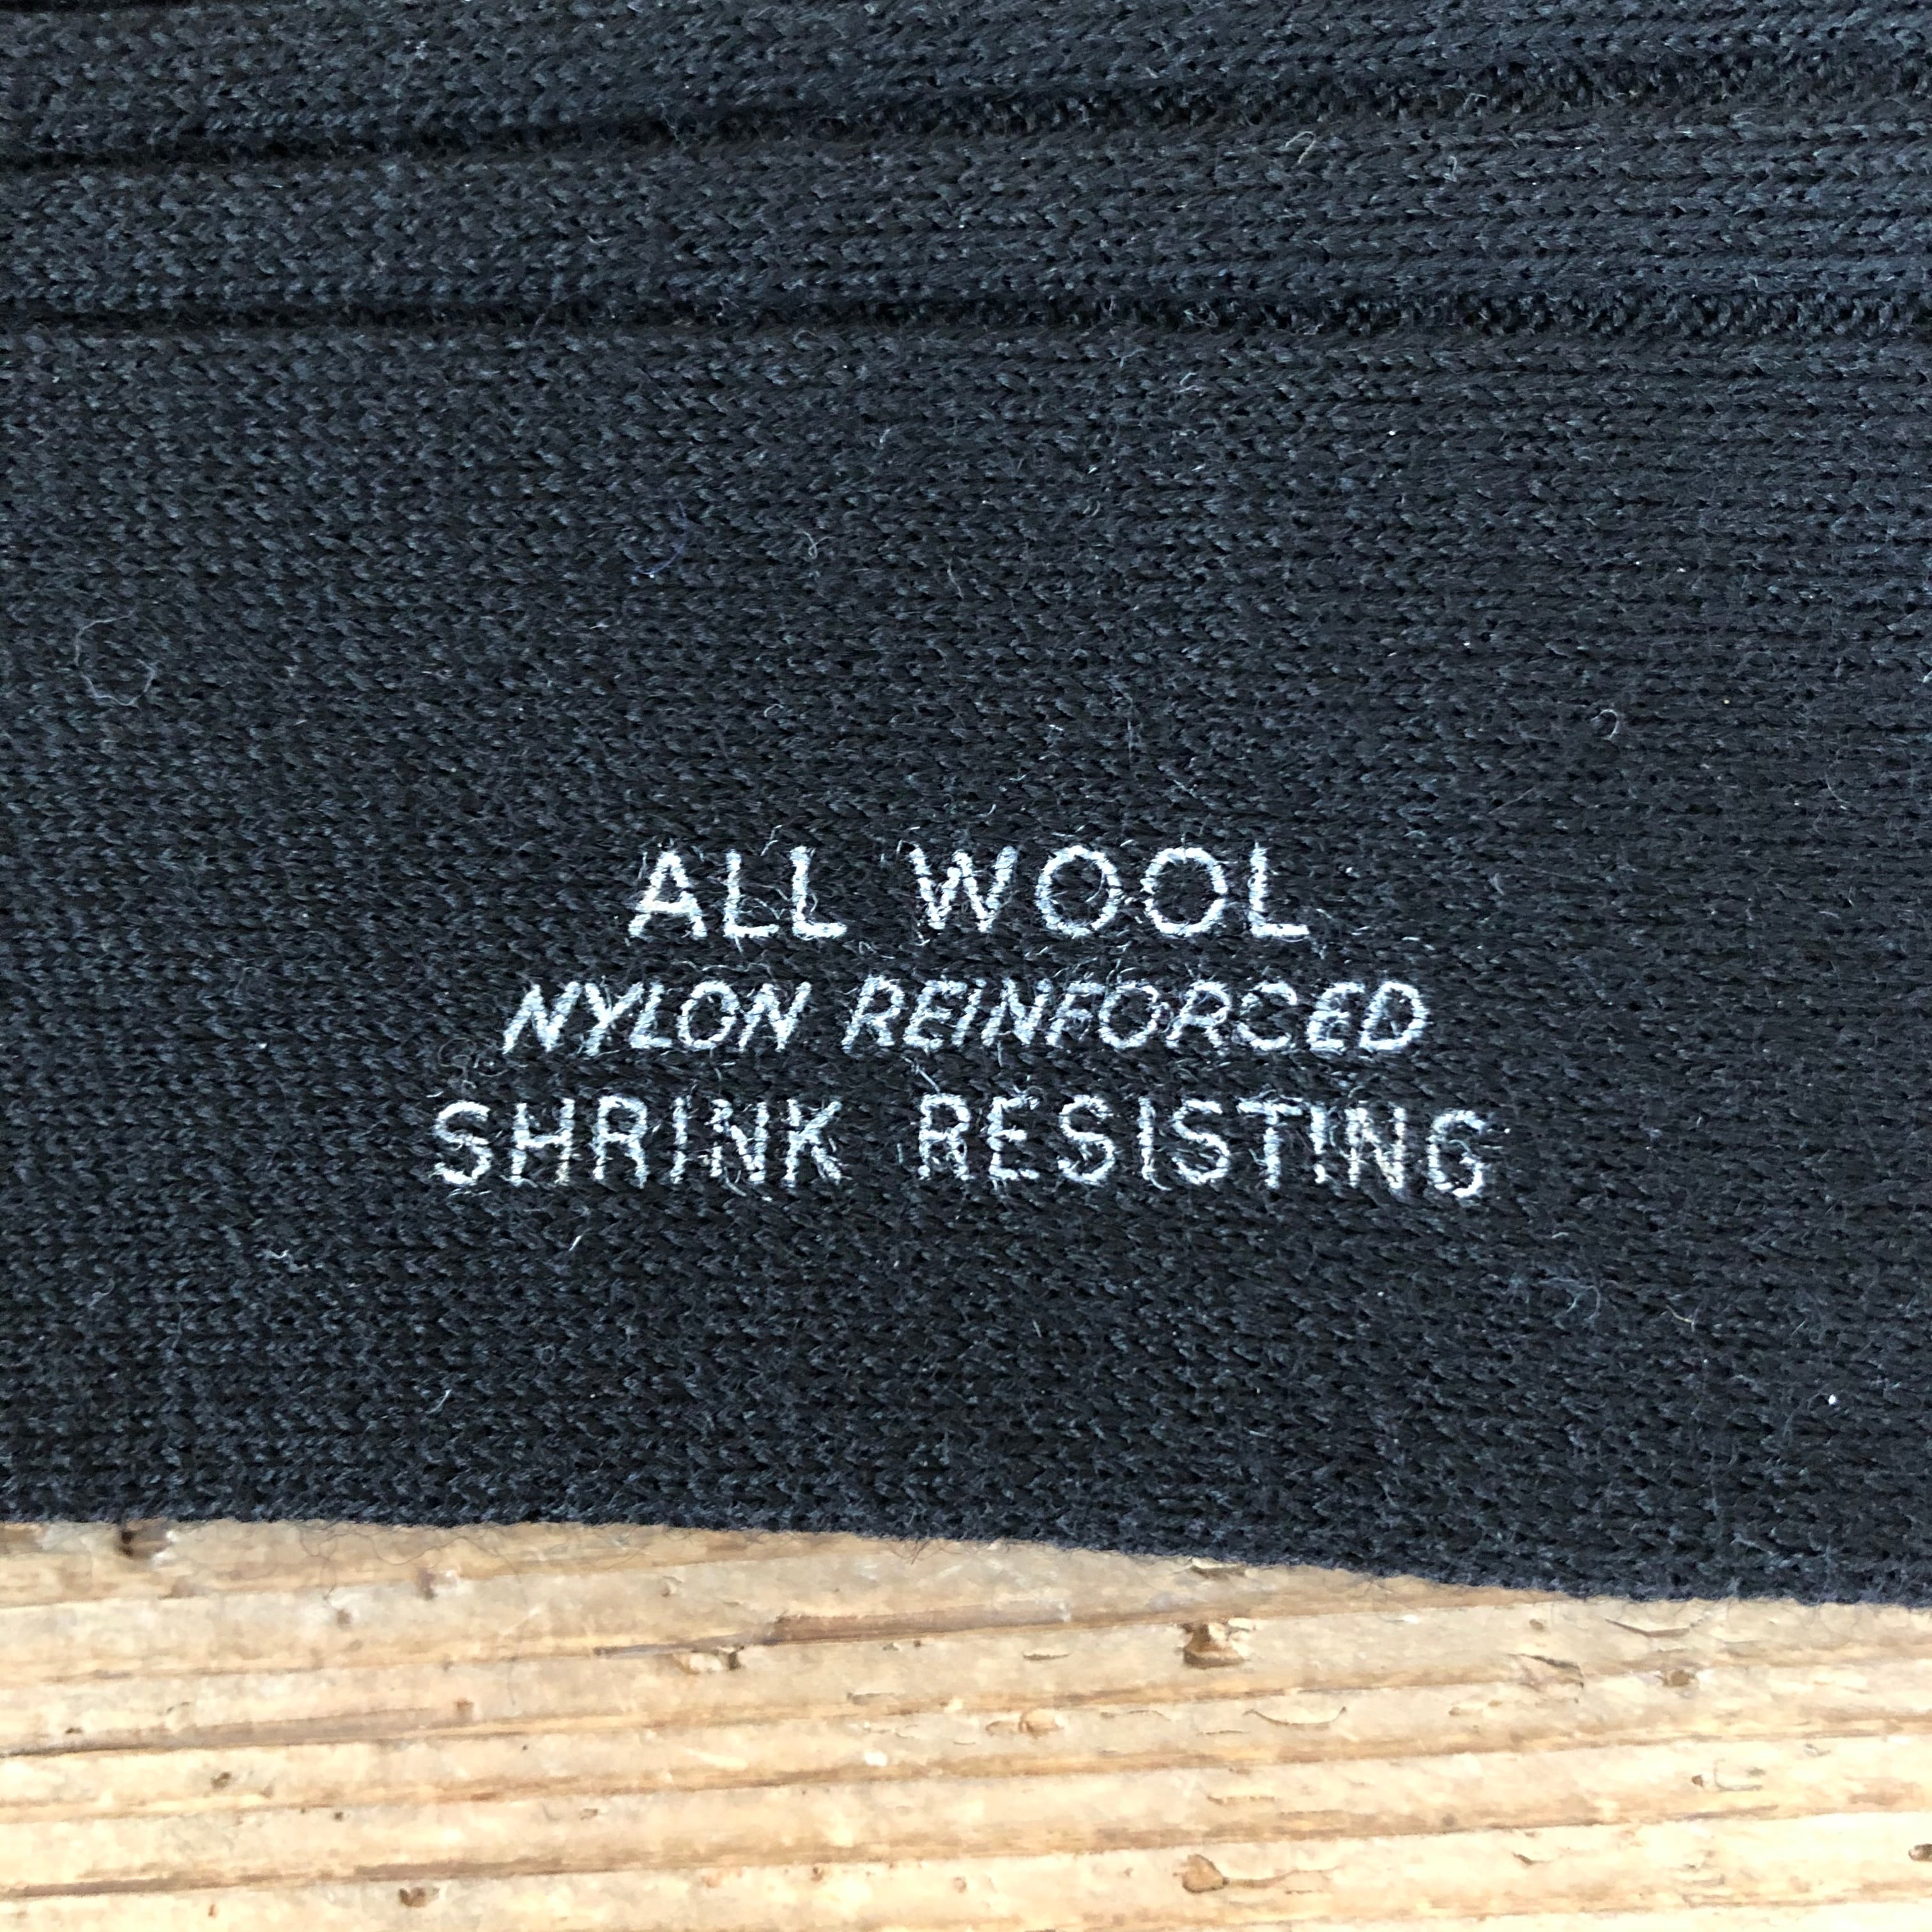 ALL WOOL
NYLON REINFORCED
SHRINK RESISTING